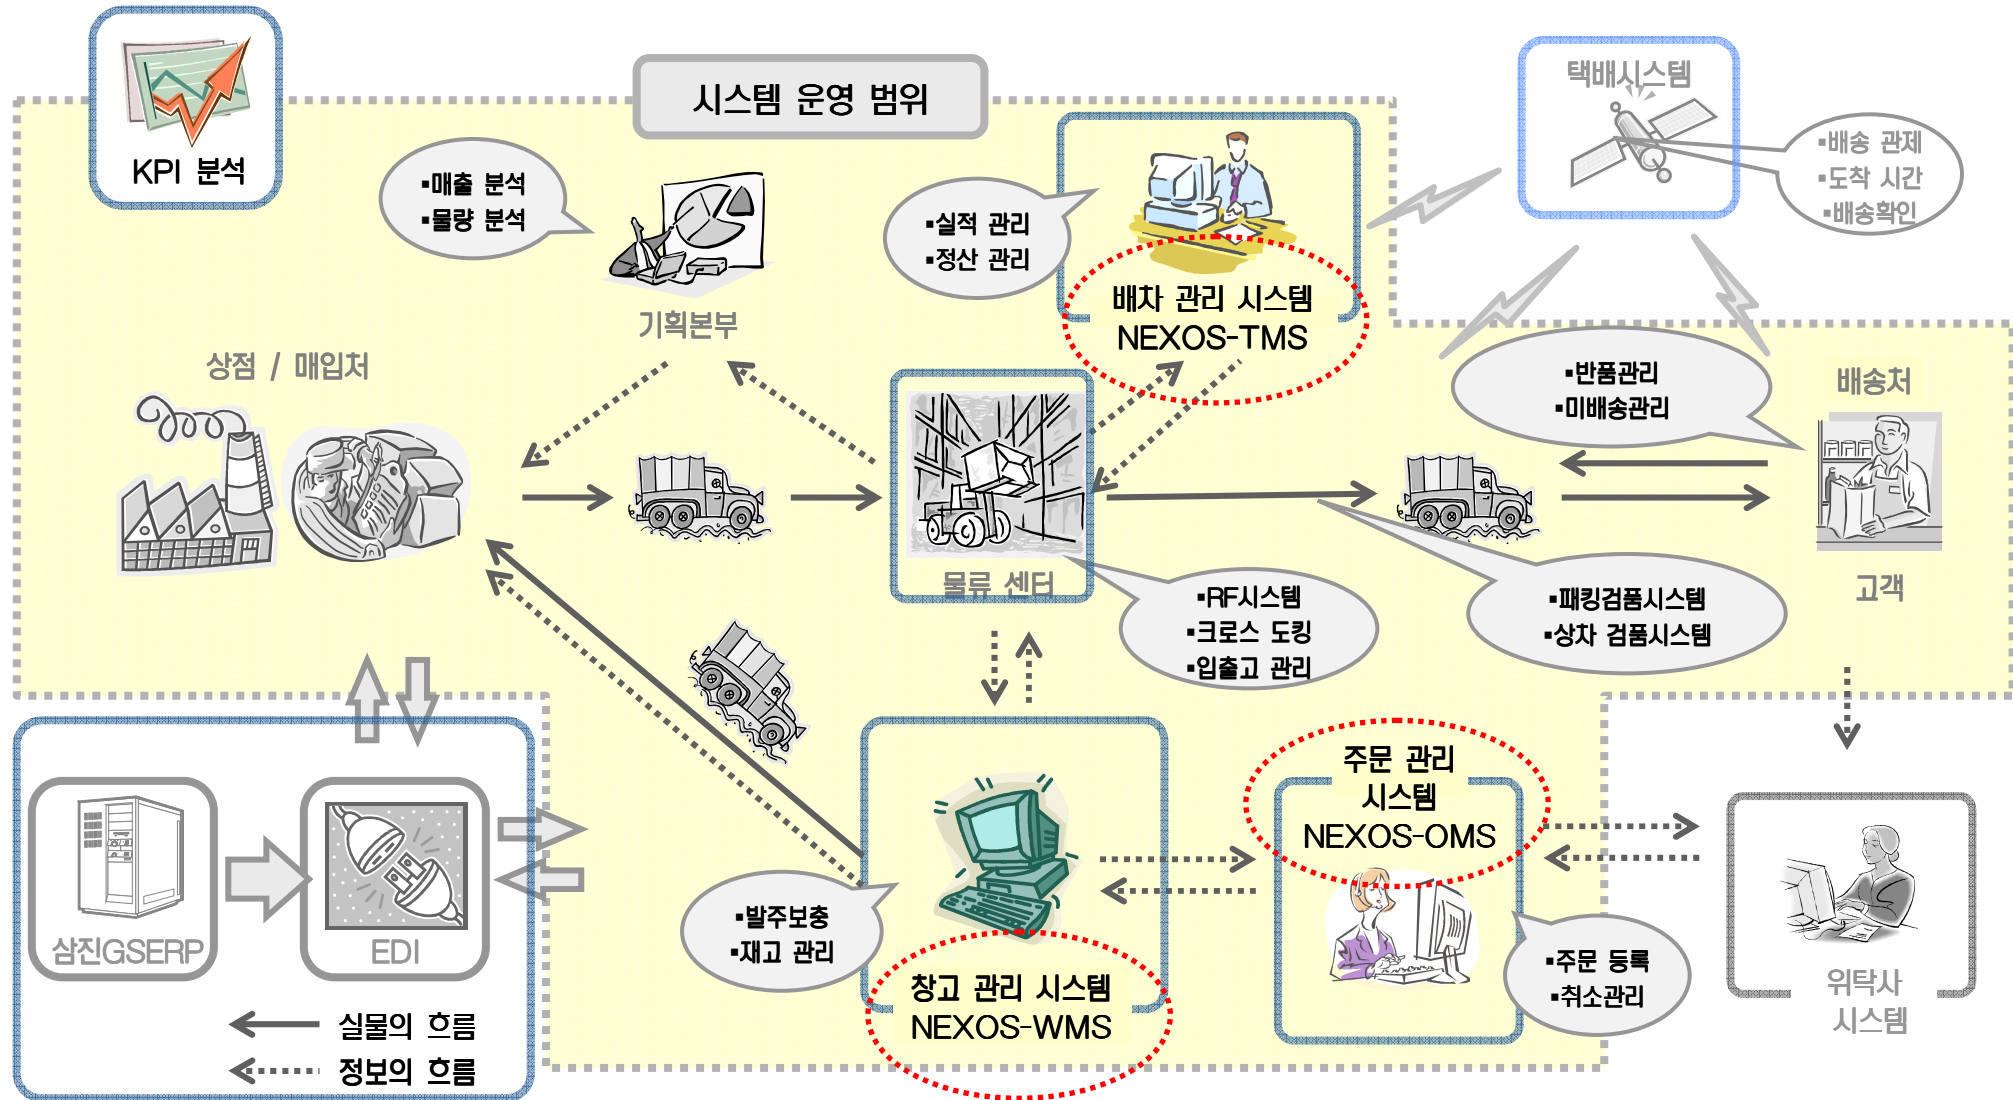 시스템 운영 범위
KPI 분석
택배시스템
▪배송 관제
▪도착 시간
▪배송확인
▪매출 분석
▪물량 분석
기획본부
▪실적 관리
▪정산 관리
배차 관리 시스템
NEXOS-TMS
상점 / 매입처
▪반품관리
▪미배송관리
배송처
고객
물류 센터
▪RF시스템
▪크로스 도킹
▪입출고 관리
▪패킹검품시스템
▪상차 검품시스템
삼진GSERP
EDI
실물의 흐름
정보의 흐름
▪발주보충
▪재고 관리
창고 관리 시스템
NEXOS-WMS
주문 관리
시스템
NEXOS-OMS
▪주문 등록
▪취소관리
위탁사
시스템